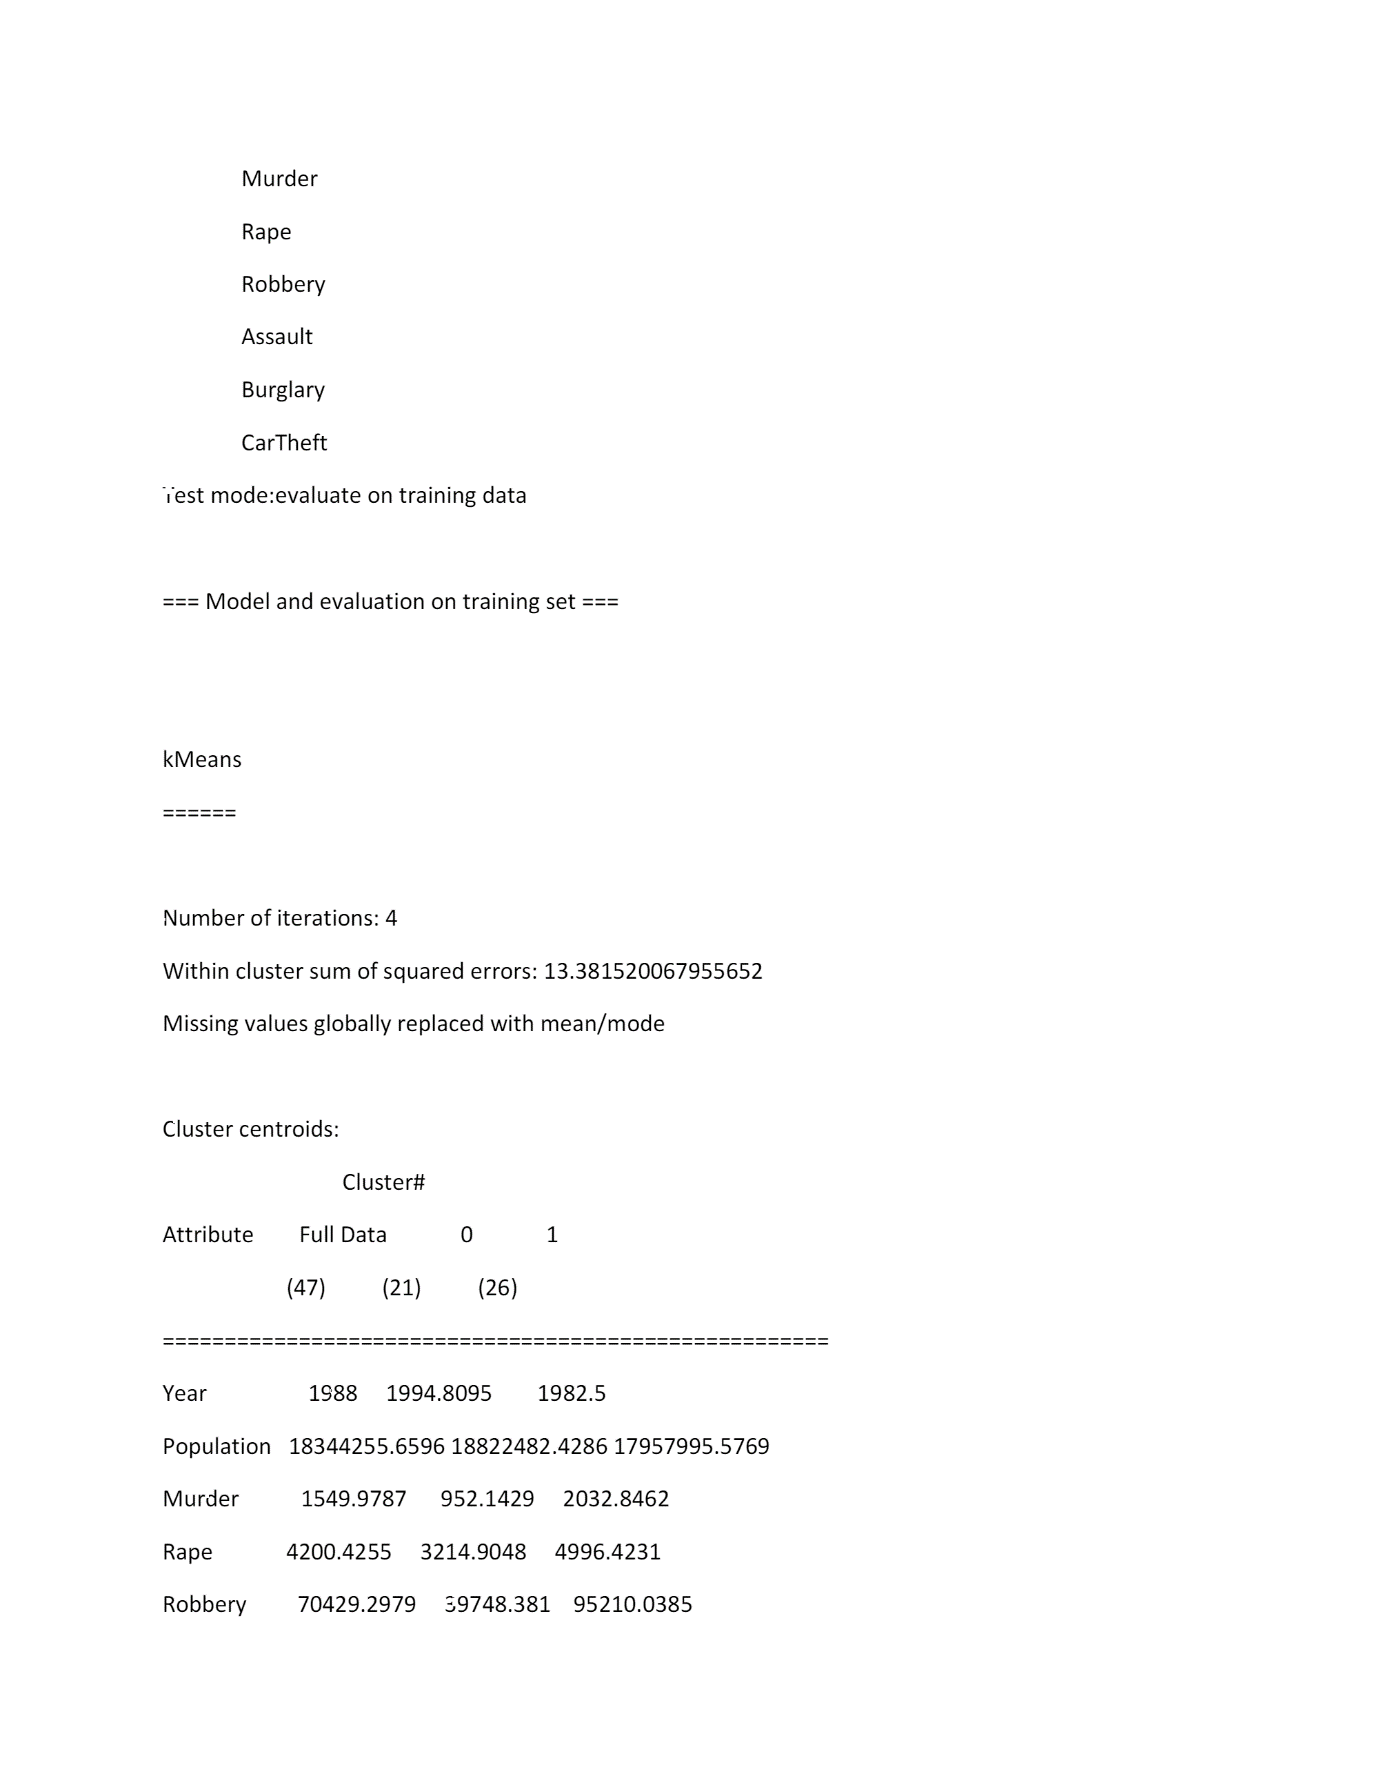 Murder
Rape
Robbery
Assault
Burglary
CarTheft
Test mode:evaluate on training data
=== Model and evaluation on training set ===
kMeans
======
Number of iterations: 4
Within cluster sum of squared errors: 13.381520067955652
Missing values globally replaced with mean/mode
Cluster centroids:
Cluster#
Attribute Full Data 0 1
(47) (21) (26)
======================================================
Year 1988 1994.8095 1982.5
Population 18344255.6596 18822482.4286 17957995.5769
Murder 1549.9787 952.1429 2032.8462
Rape 4200.4255 3214.9048 4996.4231
Robbery 70429.2979 39748.381 95210.0385